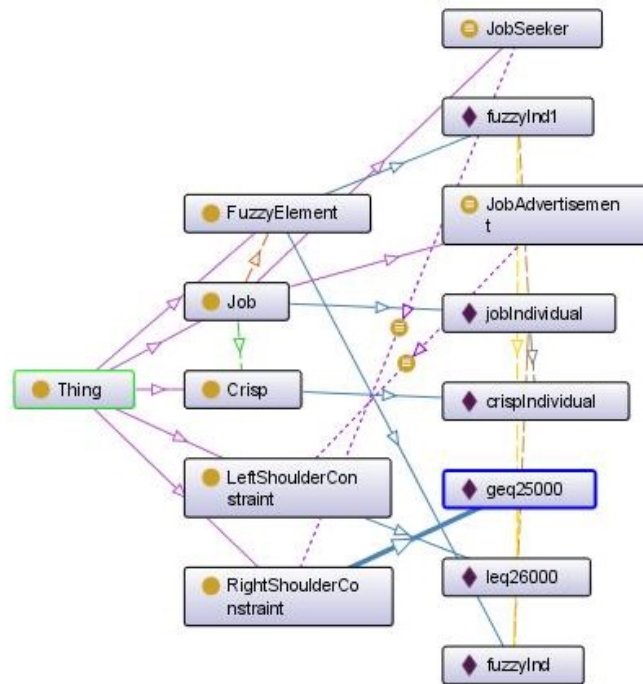 JobSeeker
fuzzyInd1
FuzzyElement
JobAdvertisemen
t
Job
jobIndividual
Thing
Crisp
crispIndividual
LeftShoulderCon
straint
geq25000
RightShoulderCo
nstraint
leq26000
fuzzyInd